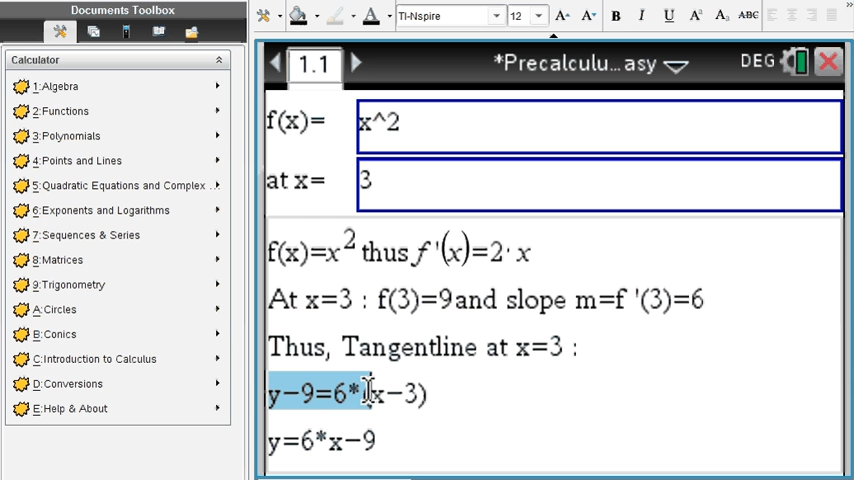 Documents Toolbox
TI-Nspire 12 A A B I U ABC
Calculator
1:Algebra
2:Functions
3:Polynomials
4:Points and Lines
5:Quadratic Equations and Complex ...
6:Exponents and Logarithms
7:Sequences & Series
8:Matrices
9:Trigonometry
A:Circles
B:Conics
C:Introduction to Calculus
D:Conversions
E:Help & About
1.1 *Precalculu...asy DEG
f(x)= x^2
at x= 3
f(x)=x² thus f '(x)=2·x
At x=3 : f(3)=9and slope m=f '(3)=6
Thus, Tangentline at x=3 :
y−9=6*(x−3)
y=6*x−9